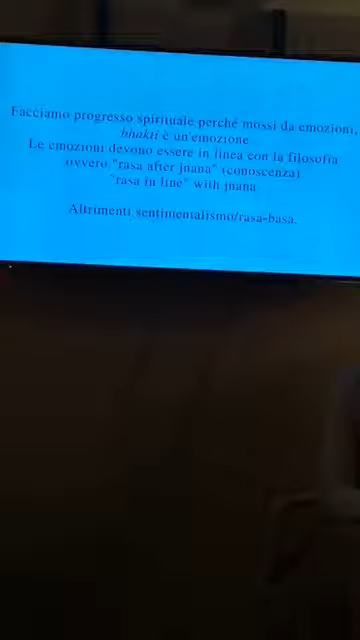 Facciamo progresso spirituale perché mossi da emozioni,
bhakti è un'emozione
Le emozioni devono essere in linea con la filosofia
ovvero "rasa after jnana" (conoscenza)
"rasa in line" with jnana
Altrimenti sentimentalismo/rasa-basa.